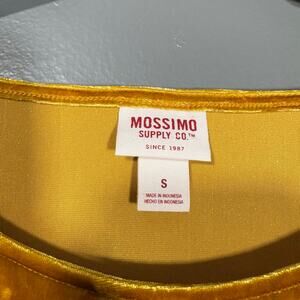 MOSSIMO
SUPPLY CO.™
SINCE 1987
S
MADE IN INDONESIA
HECHO EN INDONESIA